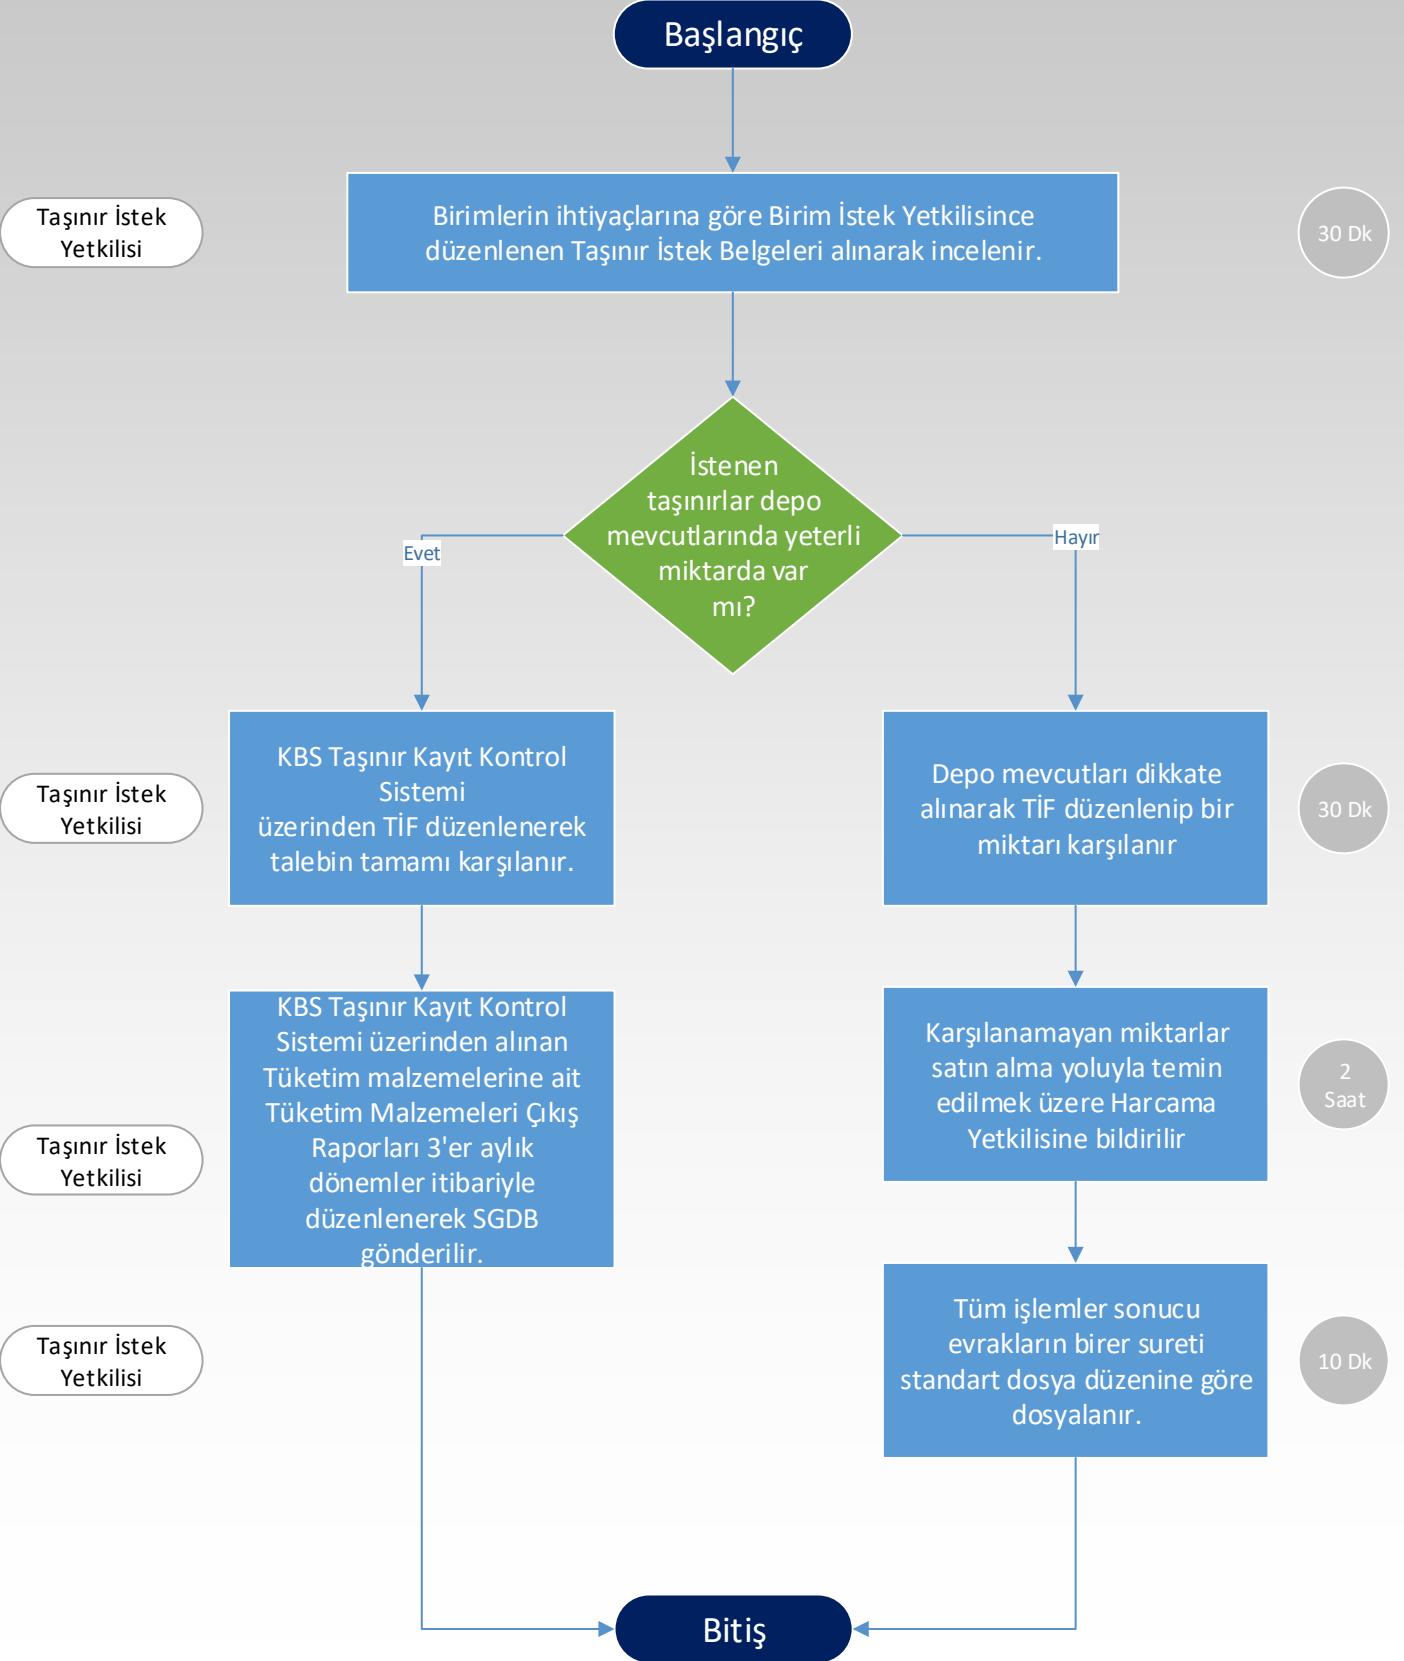 Başlangıç
Taşınır İstek
Yetkilisi
Birimlerin ihtiyaçlarına göre Birim İstek Yetkilisince
düzenlenen Taşınır İstek Belgeleri alınarak incelenir.
30 Dk
İstenen
taşınırlar depo
mevcutlarında yeterli
miktarda var
mı?
Evet
Hayır
Taşınır İstek
Yetkilisi
KBS Taşınır Kayıt Kontrol
Sistemi
üzerinden TİF düzenlenerek
talebin tamamı karşılanır.
Depo mevcutları dikkate
alınarak TİF düzenlenip bir
miktarı karşılanır
30 Dk
Taşınır İstek
Yetkilisi
KBS Taşınır Kayıt Kontrol
Sistemi üzerinden alınan
Tüketim malzemelerine ait
Tüketim Malzemeleri Çıkış
Raporları 3'er aylık
dönemler itibariyle
düzenlenerek SGDB
gönderilir.
Karşılanamayan miktarlar
satın alma yoluyla temin
edilmek üzere Harcama
Yetkilisine bildirilir
2
Saat
Taşınır İstek
Yetkilisi
Tüm işlemler sonucu
evrakların birer sureti
standart dosya düzenine göre
dosyalanır.
10 Dk
Bitiş